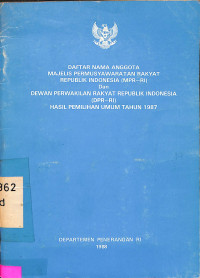 DAFTAR NAMA ANGGOTA
MAJELIS PERMUSYAWARATAN RAKYAT
REPUBLIK INDONESIA (MPR-RI)
Dan
DEWAN PERWAKILAN RAKYAT REPUBLIK INDONESIA
(DPR-RI)
HASIL PEMILIHAN UMUM TAHUN 1987
362
d
DEPARTEMEN PENERANGAN RI